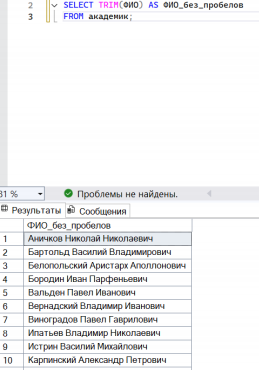 2 SELECT TRIM(ФИО) AS ФИО_без_пробелов
3 FROM академик;
31 % Проблемы не найдены.
Результаты Сообщения
ФИО_без_пробелов
1 Аничков Николай Николаевич
2 Бартольд Василий Владимирович
3 Белопольский Аристарх Аполлонович
4 Бородин Иван Парфеньевич
5 Вальден Павел Иванович
6 Вернадский Владимир Иванович
7 Виноградов Павел Гаврилович
8 Ипатьев Владимир Николаевич
9 Истрин Василий Михайлович
10 Карпинский Александр Петрович